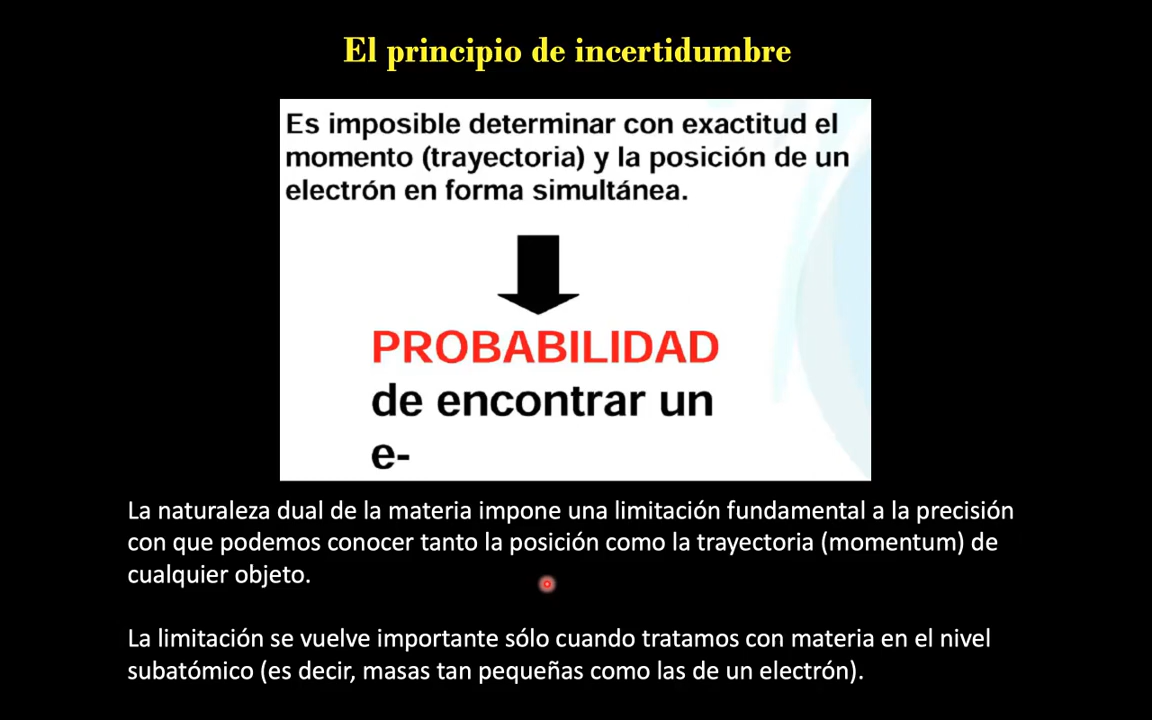 El principio de incertidumbre
Es imposible determinar con exactitud el
momento (trayectoria) y la posición de un
electrón en forma simultánea.
PROBABILIDAD
de encontrar un
e-
La naturaleza dual de la materia impone una limitación fundamental a la precisión
con que podemos conocer tanto la posición como la trayectoria (momentum) de
cualquier objeto.
La limitación se vuelve importante sólo cuando tratamos con materia en el nivel
subatómico (es decir, masas tan pequeñas como las de un electrón).